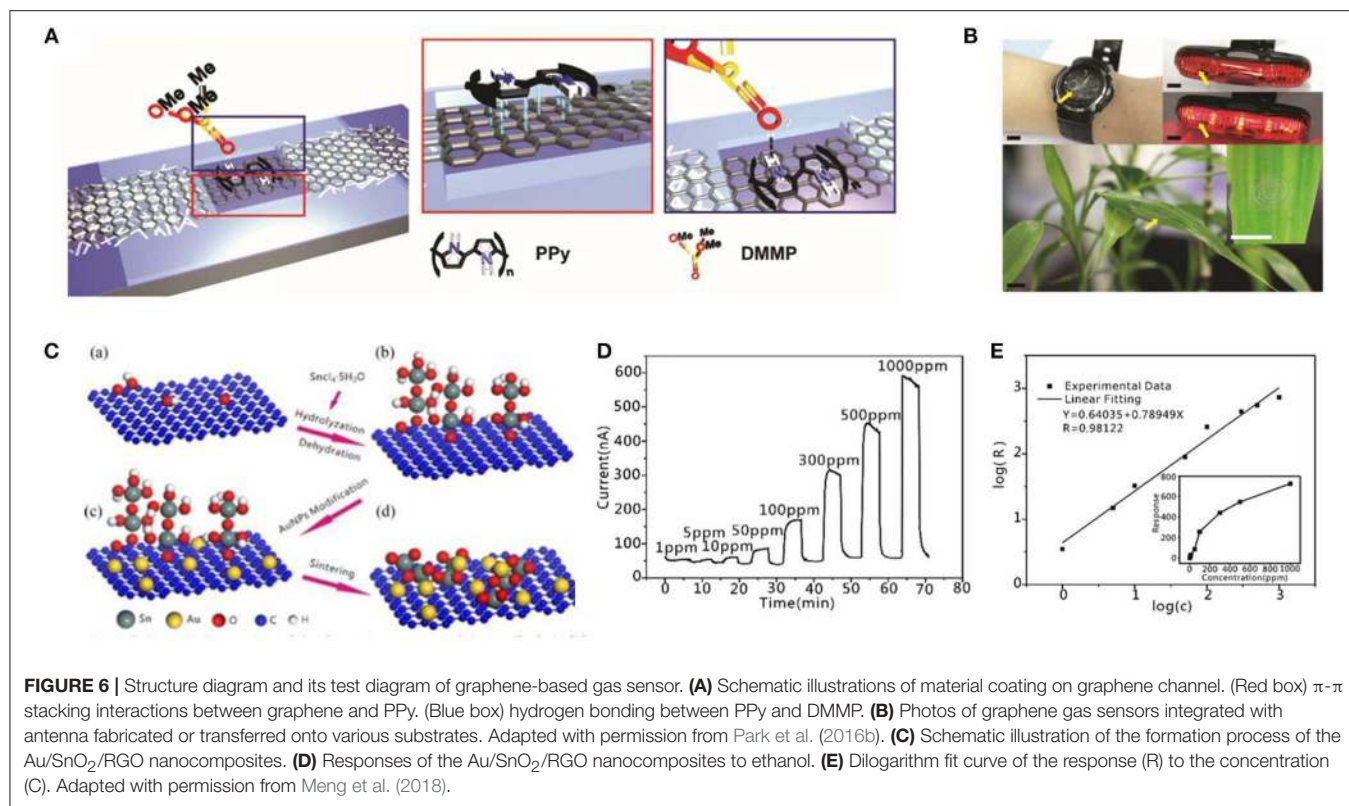 A
Me
OMe
OMe
PPy
DMMP
OMe
Me
OMe
B
C
(a)
Sncl₄·5H₂O
Hydrolyzation
Dehydration
(b)
AuNPs Modification
(c)
Sintering
(d)
Sn Au O C H
D
Current(nA)
600
500
400
300
200
100
0
1ppm
5ppm
10ppm
50ppm
100ppm
300ppm
500ppm
1000ppm
0 10 20 30 40 50 60 70 80
Time(min)
E
log( R )
3
2
1
0
Experimental Data
Linear Fitting
Y=0.64035+0.78949X
R=0.98122
Response
800
600
400
200
0
0 200 400 600 800 1000
Concentration(ppm)
0 1 2 3
log(c)
FIGURE 6 | Structure diagram and its test diagram of graphene-based gas sensor. (A) Schematic illustrations of material coating on graphene channel. (Red box) π-π
stacking interactions between graphene and PPy. (Blue box) hydrogen bonding between PPy and DMMP. (B) Photos of graphene gas sensors integrated with
antenna fabricated or transferred onto various substrates. Adapted with permission from Park et al. (2016b). (C) Schematic illustration of the formation process of the
Au/SnO₂/RGO nanocomposites. (D) Responses of the Au/SnO₂/RGO nanocomposites to ethanol. (E) Dilogarithm fit curve of the response (R) to the concentration
(C). Adapted with permission from Meng et al. (2018).